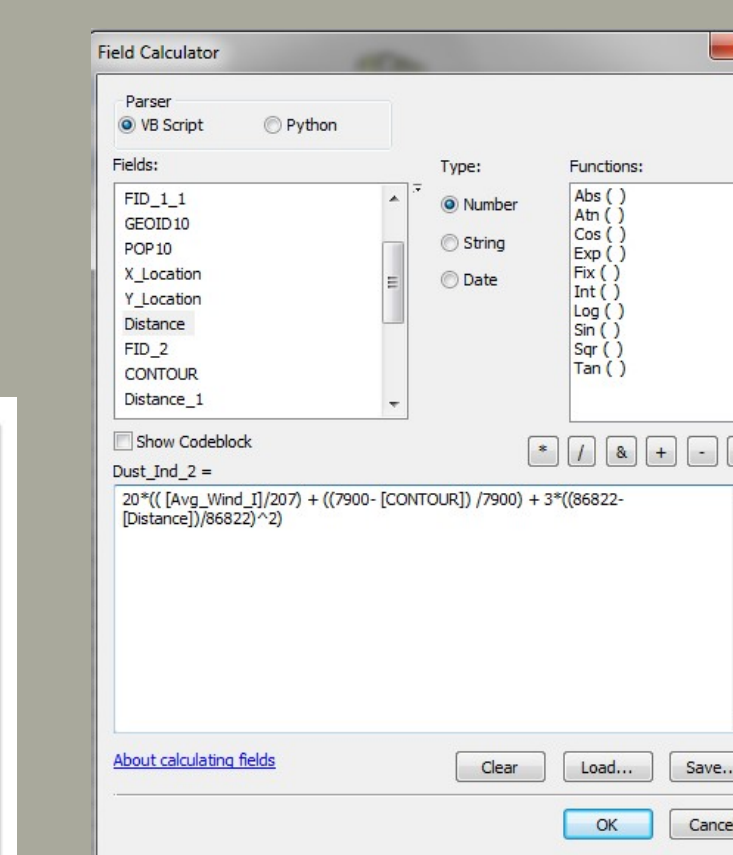 Field Calculator
Parser
VB Script Python
Fields:
FID_1_1
GEOID10
POP10
X_Location
Y_Location
Distance
FID_2
CONTOUR
Distance_1
Type:
Number
String
Date
Functions:
Abs ( )
Atn ( )
Cos ( )
Exp ( )
Fix ( )
Int ( )
Log ( )
Sin ( )
Sqr ( )
Tan ( )
Show Codeblock
* / & + -
Dust_Ind_2 =
20*(( [Avg_Wind_I]/207) + ((7900- [CONTOUR]) /7900) + 3*((86822-
[Distance])/86822)^2)
About calculating fields
Clear Load... Save..
OK Cance